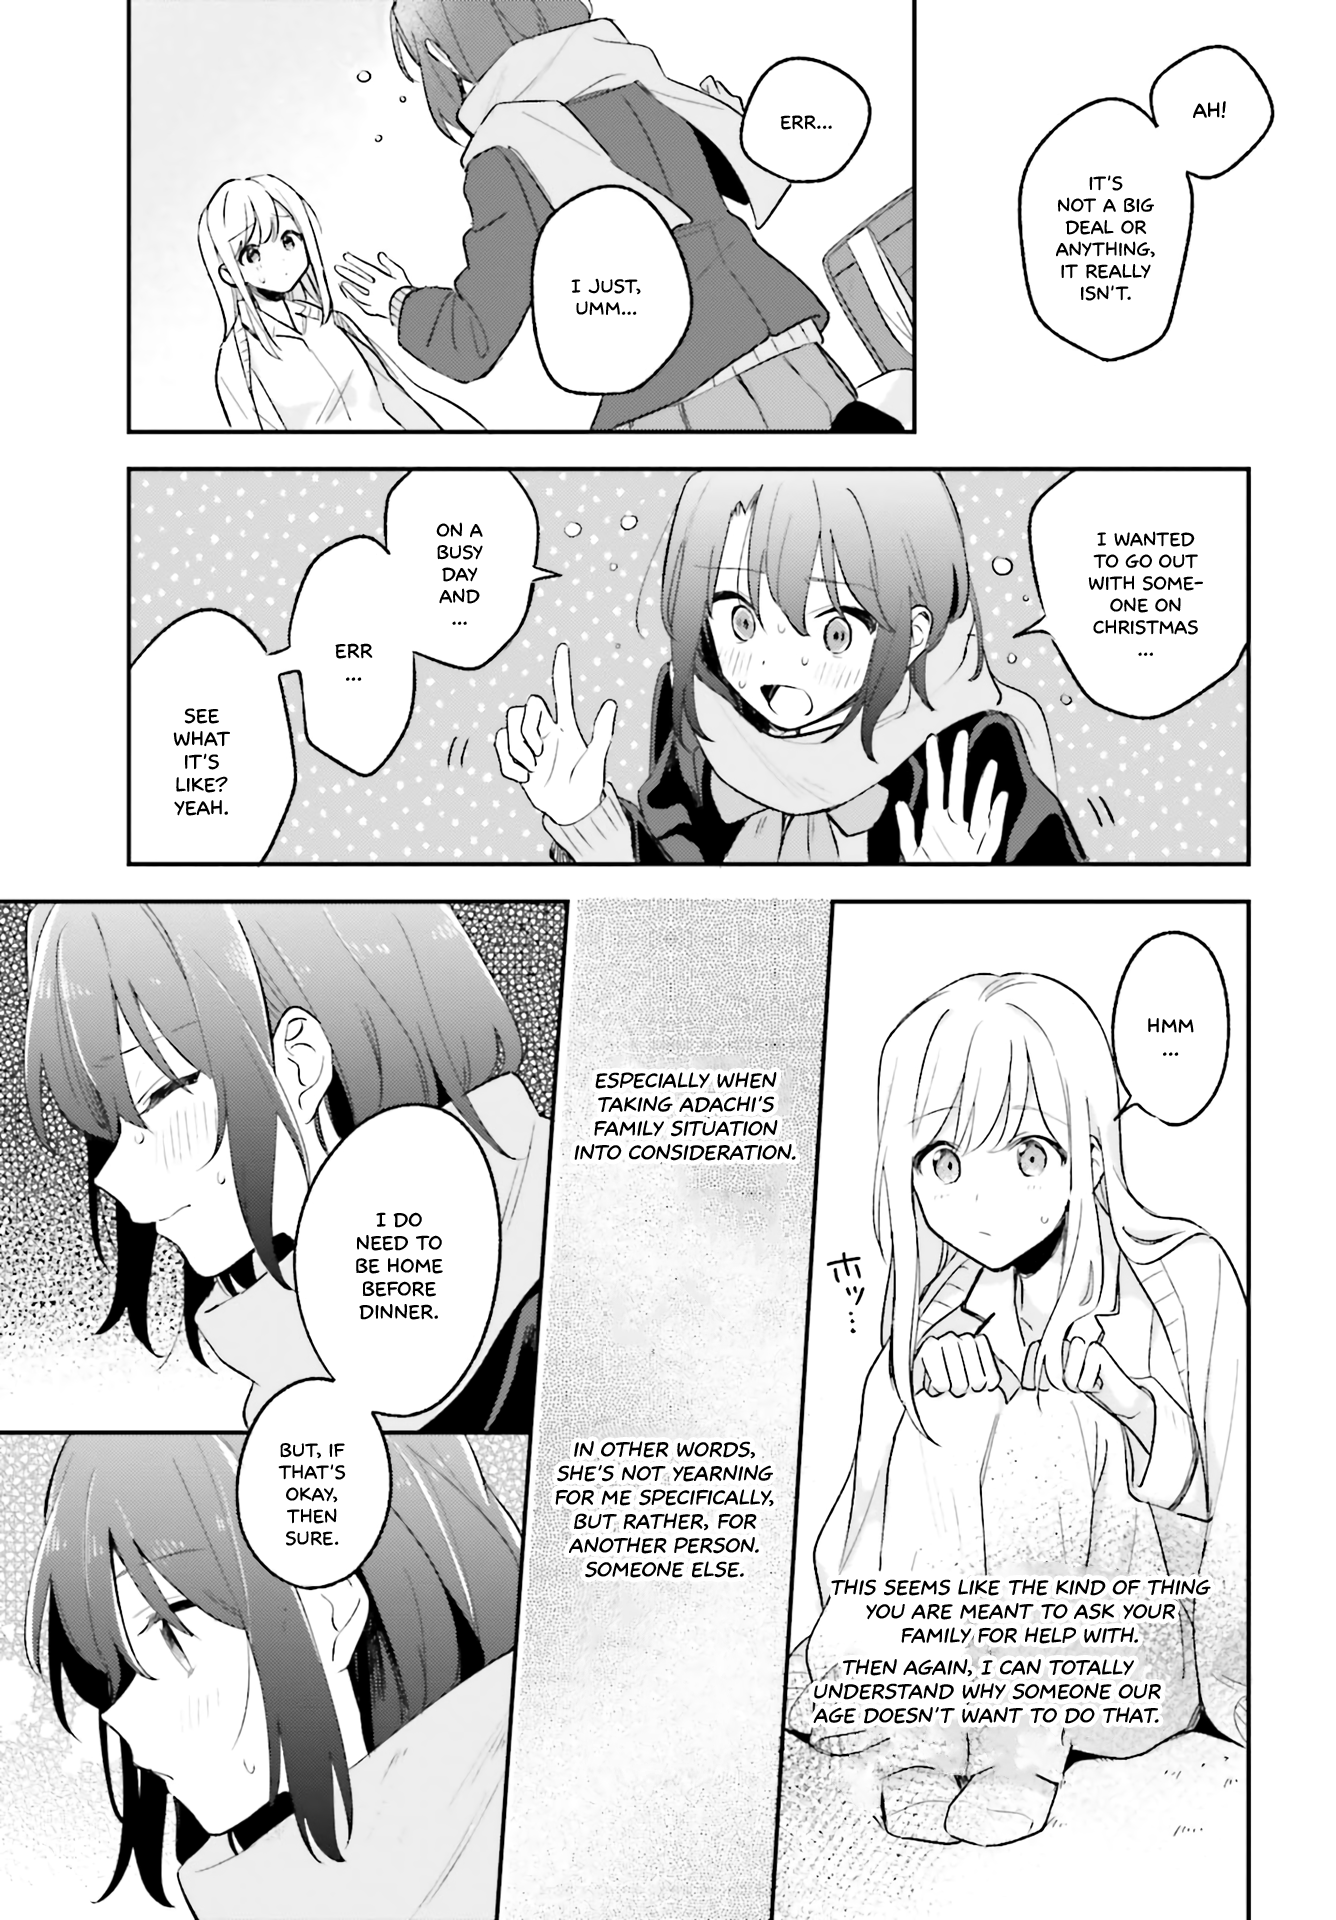 AH!
IT'S
NOT A BIG
DEAL OR
ANYTHING,
IT REALLY
ISN'T.
ERR...
I JUST,
UMM...
I WANTED
TO GO OUT
WITH SOME-
ONE ON
CHRISTMAS
...
ON A
BUSY
DAY
AND
...
ERR
...
SEE
WHAT
IT'S
LIKE?
YEAH.
HMM
...
ホッ...
THIS SEEMS LIKE THE KIND OF THING
YOU ARE MEANT TO ASK YOUR
FAMILY FOR HELP WITH.
THEN AGAIN, I CAN TOTALLY
UNDERSTAND WHY SOMEONE OUR
AGE DOESN'T WANT TO DO THAT.
ESPECIALLY WHEN
TAKING ADACHI'S
FAMILY SITUATION
INTO CONSIDERATION.
IN OTHER WORDS,
SHE'S NOT YEARNING
FOR ME SPECIFICALLY,
BUT RATHER, FOR
ANOTHER PERSON.
SOMEONE ELSE.
I DO
NEED TO
BE HOME
BEFORE
DINNER.
BUT, IF
THAT'S
OKAY,
THEN
SURE.